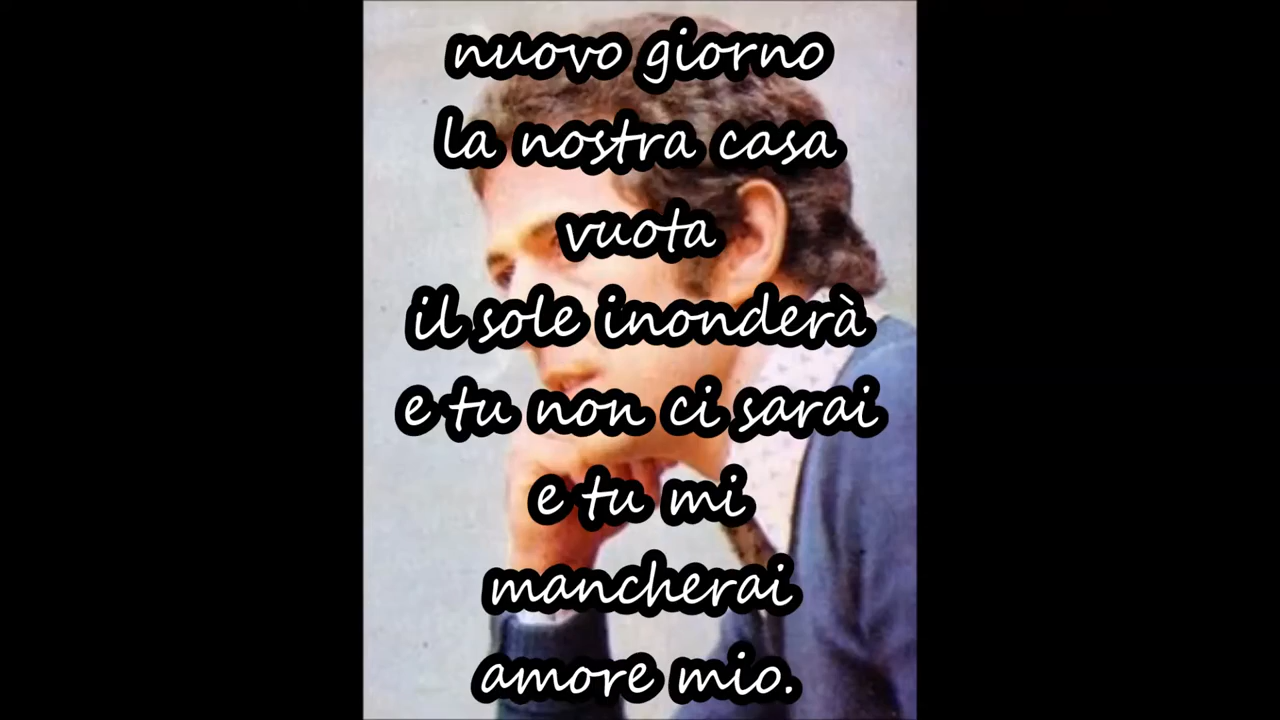 nuovo giorno
la nostra casa
vuota
il sole inonderà
e tu non ci sarai
e tu mi
mancherai
amore mio.